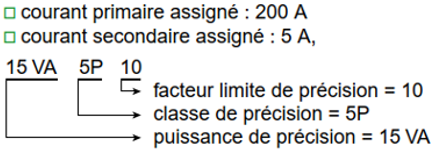 □ courant primaire assigné : 200 A
□ courant secondaire assigné : 5 A,
15 VA 5P 10
facteur limite de précision = 10
classe de précision = 5P
puissance de précision = 15 VA